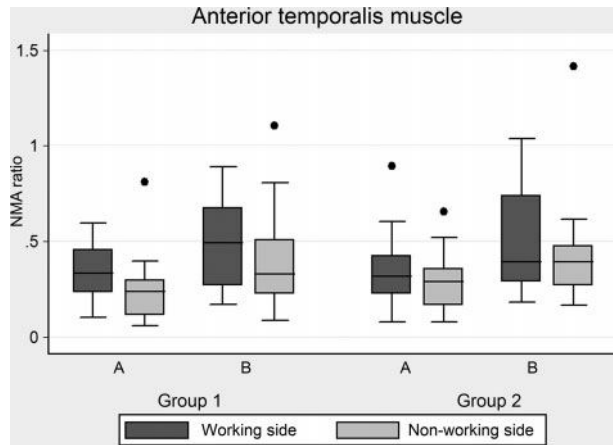 Anterior temporalis muscle
NMA ratio
1.5
1
.5
0
A B A B
Group 1 Group 2
Working side Non-working side